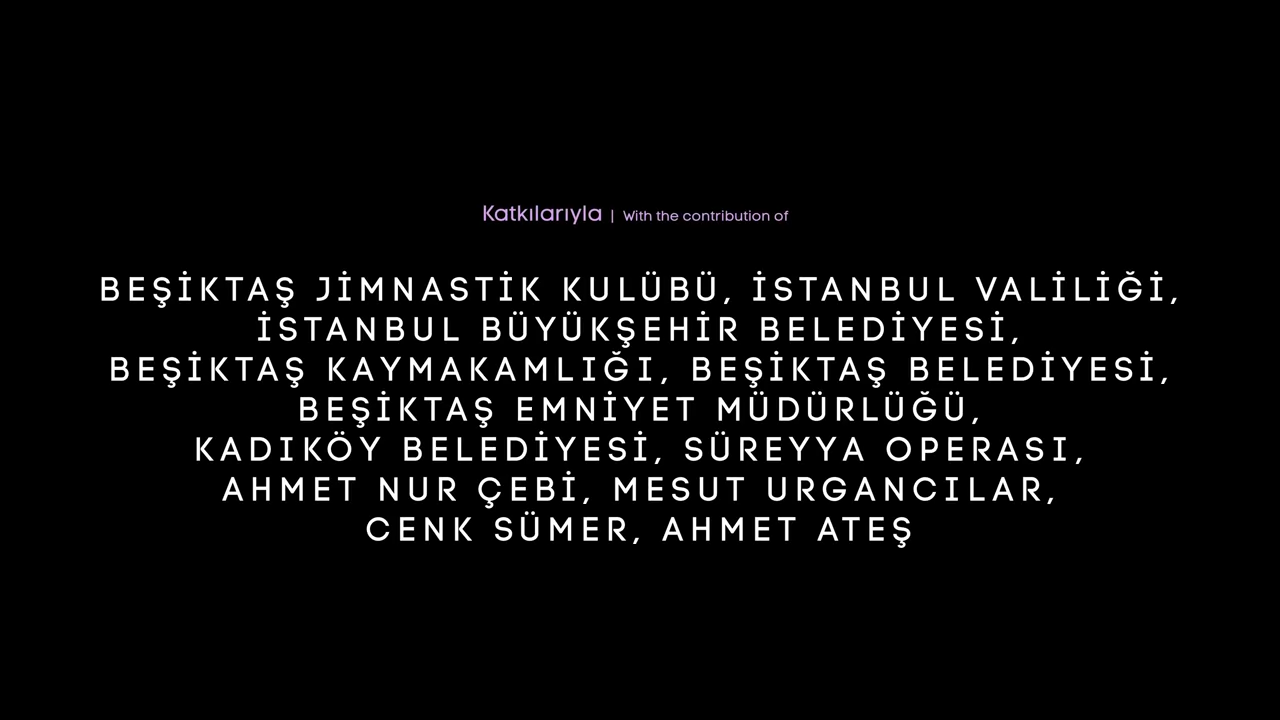 Katkılarıyla | With the contribution of
BEŞİKTAŞ JİMNASTİK KULÜBÜ, İSTANBUL VALİLİĞİ,
İSTANBUL BÜYÜKŞEHİR BELEDİYESİ,
BEŞİKTAŞ KAYMAKAMLIĞI, BEŞİKTAŞ BELEDİYESİ,
BEŞİKTAŞ EMNİYET MÜDÜRLÜĞÜ,
KADIKÖY BELEDİYESİ, SÜREYYA OPERASI,
AHMET NUR ÇEBİ, MESUT URGANCILAR,
CENK SÜMER, AHMET ATEŞ